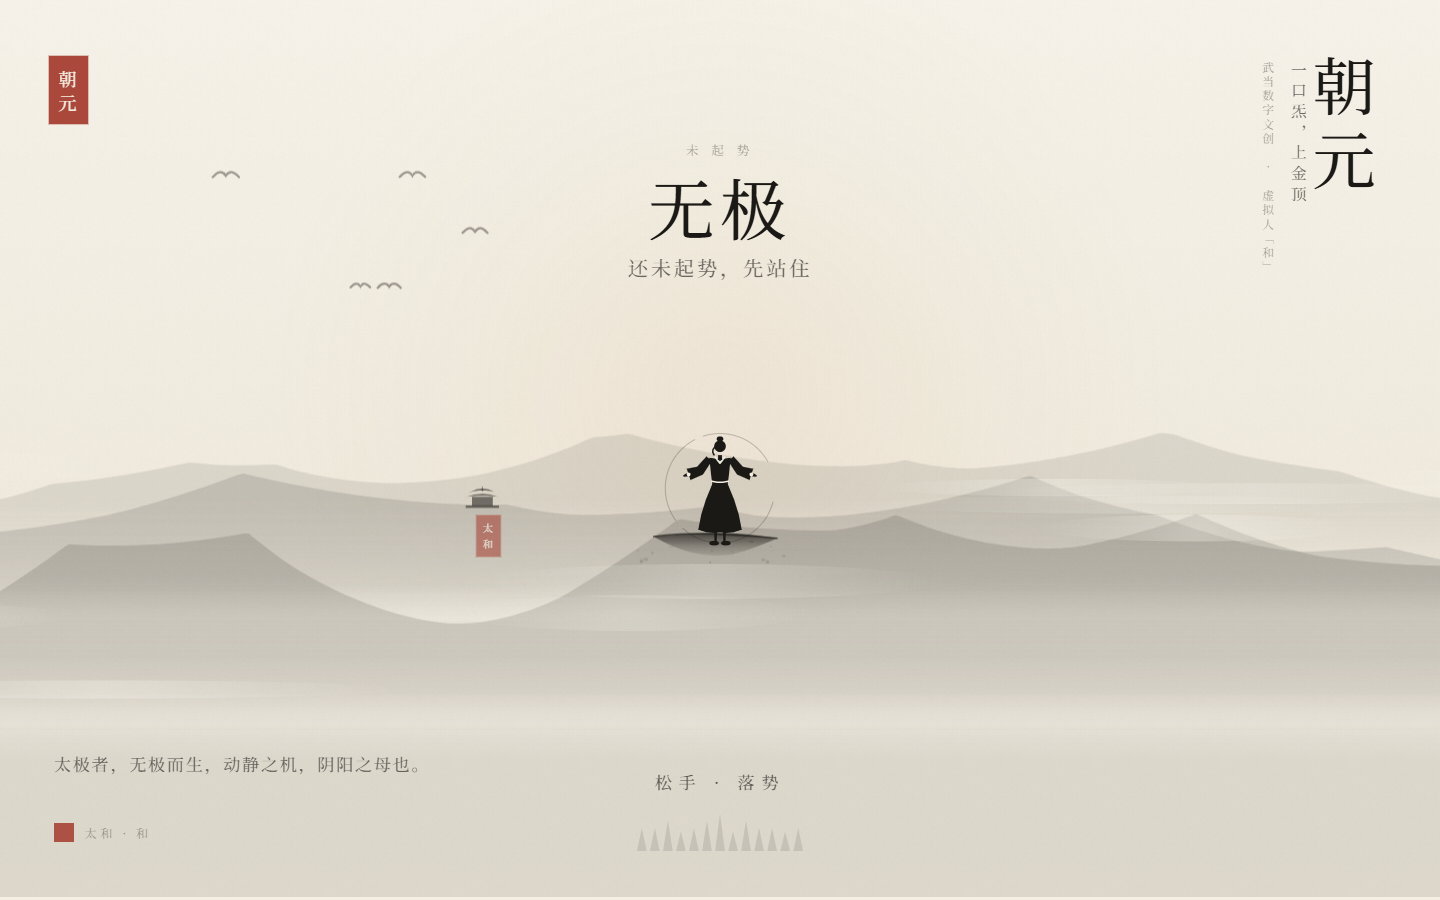 朝元
朝元
一口炁，上金顶
武当数字文创 · 虚拟人「和」
未起势
无极
还未起势，先站住
太和
太极者，无极而生，动静之机，阴阳之母也。
松手 · 落势
太和 · 和